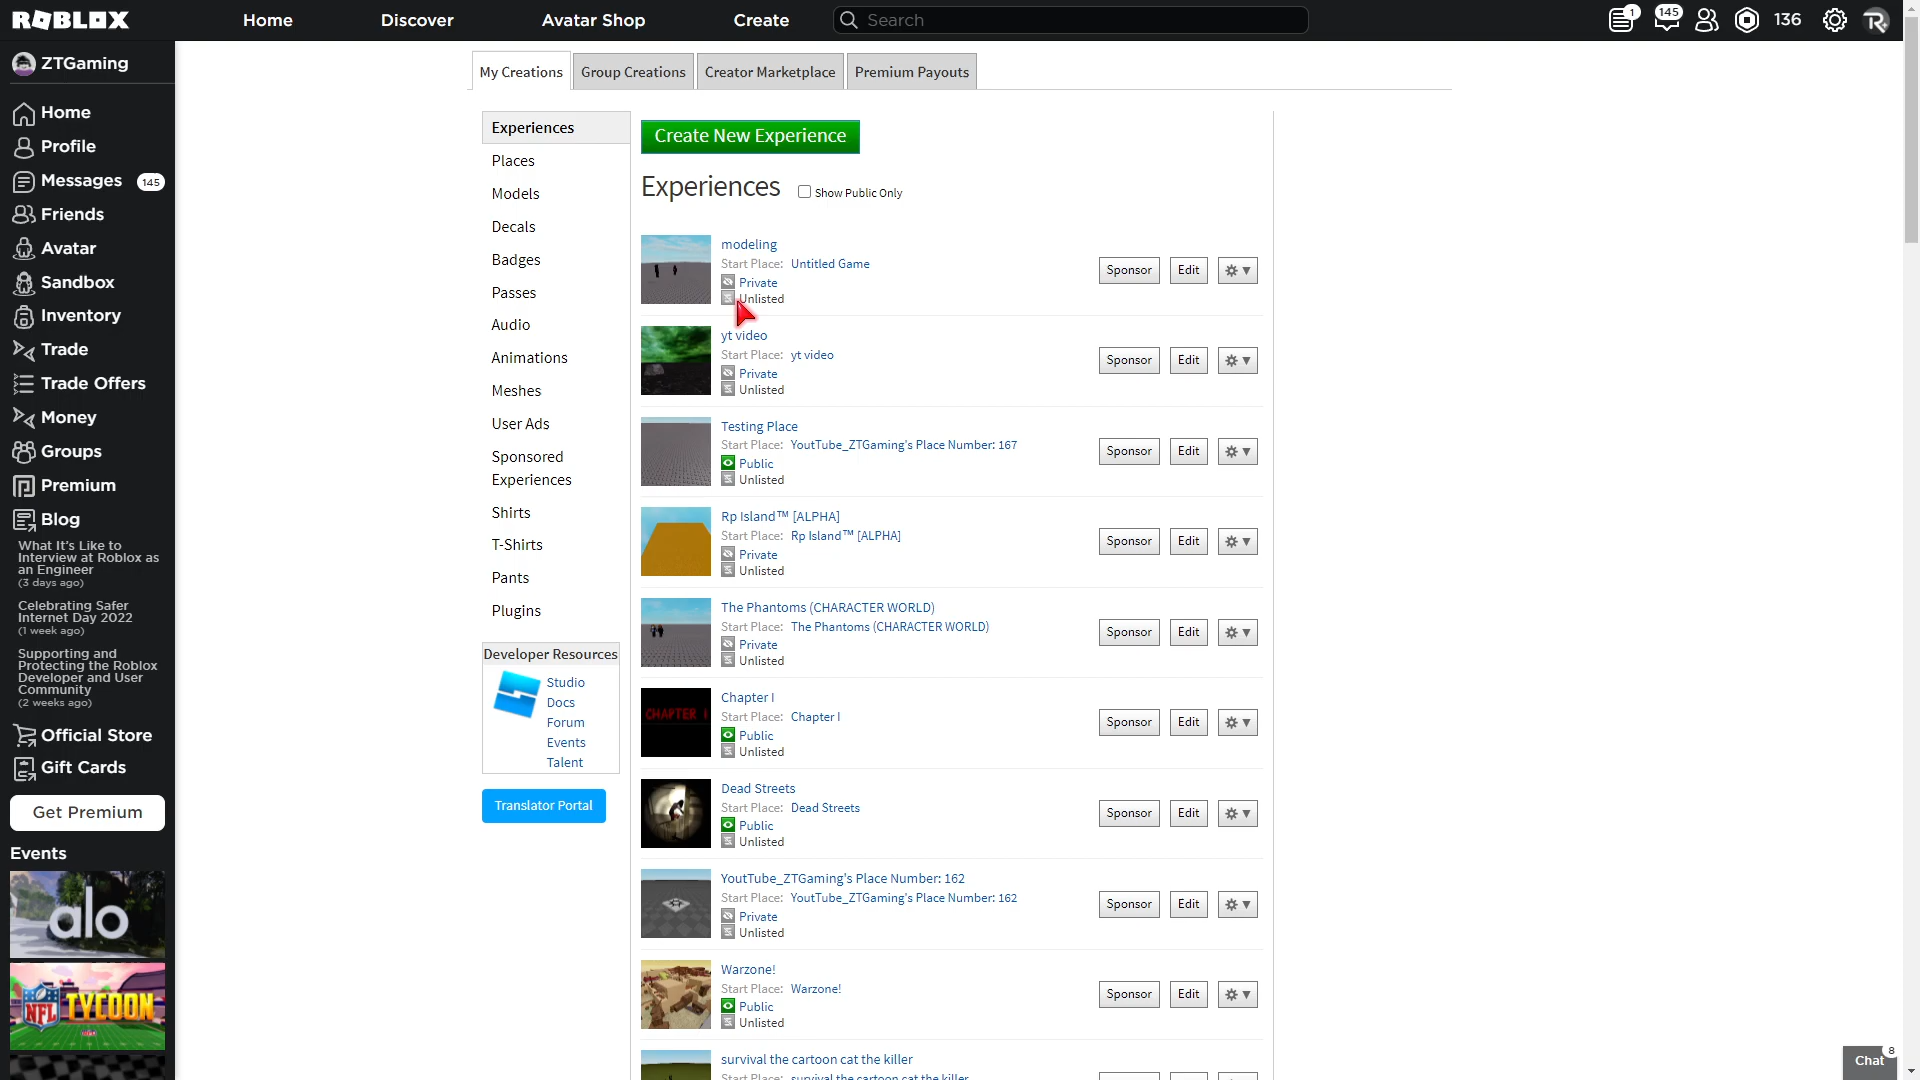 ROBLOX
Home
Discover
Avatar Shop
Create
Search
1
145
136
ZTGaming
Home
Profile
Messages 145
Friends
Avatar
Sandbox
Inventory
Trade
Trade Offers
Money
Groups
Premium
Blog
What It's Like to
Interview at Roblox as
an Engineer
(3 days ago)
Celebrating Safer
Internet Day 2022
(1 week ago)
Supporting and
Protecting the Roblox
Developer and User
Community
(2 weeks ago)
Official Store
Gift Cards
Get Premium
Events
alo
NFL TYCOON
My Creations
Group Creations
Creator Marketplace
Premium Payouts
Experiences
Places
Models
Decals
Badges
Passes
Audio
Animations
Meshes
User Ads
Sponsored
Experiences
Shirts
T-Shirts
Pants
Plugins
Developer Resources
Studio
Docs
Forum
Events
Talent
Translator Portal
Create New Experience
Experiences
Show Public Only
modeling
Start Place: Untitled Game
Private
Unlisted
Sponsor
Edit
yt video
Start Place: yt video
Private
Unlisted
Sponsor
Edit
Testing Place
Start Place: YoutTube_ZTGaming's Place Number: 167
Public
Unlisted
Sponsor
Edit
Rp Island™ [ALPHA]
Start Place: Rp Island™ [ALPHA]
Private
Unlisted
Sponsor
Edit
The Phantoms (CHARACTER WORLD)
Start Place: The Phantoms (CHARACTER WORLD)
Private
Unlisted
Sponsor
Edit
CHAPTER I
Chapter I
Start Place: Chapter I
Public
Unlisted
Sponsor
Edit
Dead Streets
Start Place: Dead Streets
Public
Unlisted
Sponsor
Edit
YoutTube_ZTGaming's Place Number: 162
Start Place: YoutTube_ZTGaming's Place Number: 162
Private
Unlisted
Sponsor
Edit
Warzone!
Start Place: Warzone!
Public
Unlisted
Sponsor
Edit
survival the cartoon cat the killer
Start Place: survival the cartoon cat the killer
Chat 8